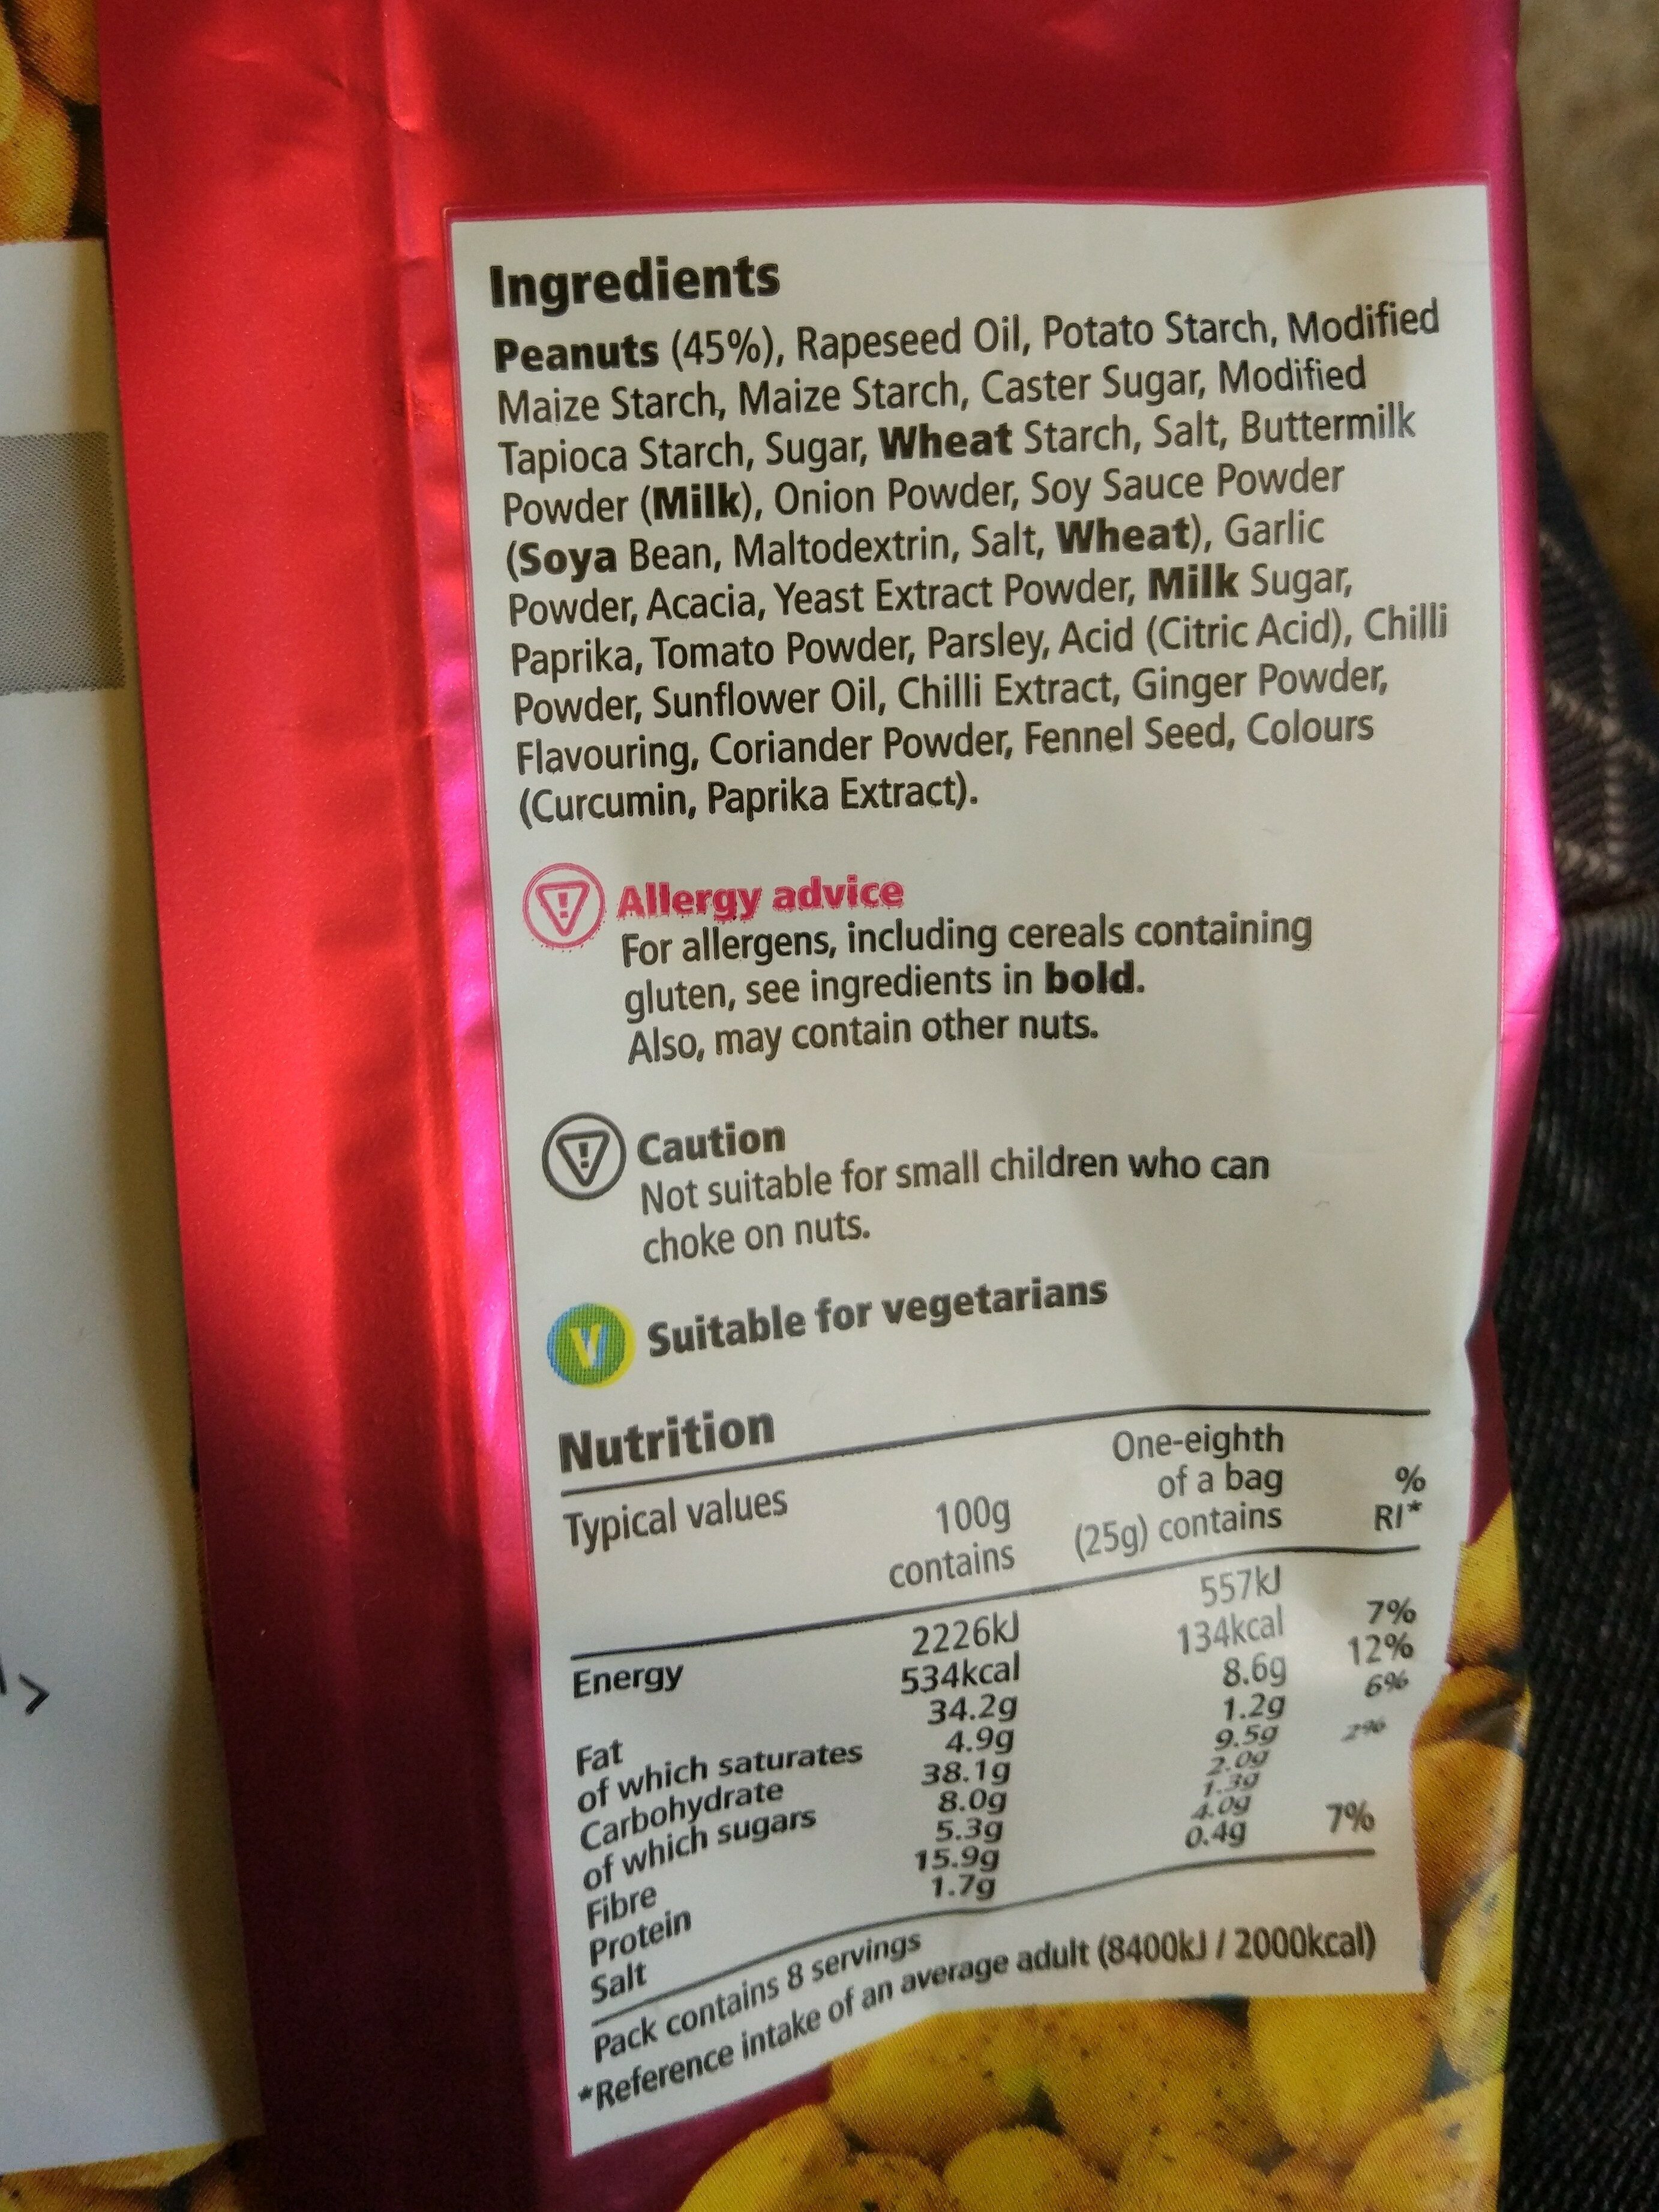 Ingredients
Peanuts (45%), Rapeseed Oil, Potato Starch, Modified
Maize Starch, Maize Starch, Caster Sugar, Modified
Tapioca Starch, Sugar, Wheat Starch, Salt, Buttermilk
Powder (Milk), Onion Powder, Soy Sauce Powder
(Soya Bean, Maltodextrin, Salt, Wheat), Garlic
Powder, Acacia, Yeast Extract Powder, Milk Sugar,
Paprika, Tomato Powder, Parsley, Acid (Citric Acid), Chilli
Powder, Sunflower Oil, Chilli Extract, Ginger Powder,
Flavouring, Coriander Powder, Fennel Seed, Colours
(Curcumin, Paprika Extract).
Allergy advice
For allergens, including cereals containing
gluten, see ingredients in bold.
Also, may contain other nuts.
Caution
Not suitable for small children who can
choke on nuts.
V Suitable for vegetarians
Nutrition
Typical values 100g contains One-eighth of a bag (25g) contains % RI*
Energy 2226kJ 557kJ
534kcal 134kcal 7%
Fat 34.2g 8.6g 12%
of which saturates 4.9g 1.2g 6%
Carbohydrate 38.1g 9.5g
of which sugars 8.0g 2.0g 2%
Fibre 5.3g 1.3g
Protein 15.9g 4.0g
Salt 1.7g 0.4g 7%
Pack contains 8 servings
*Reference intake of an average adult (8400kJ / 2000kcal)